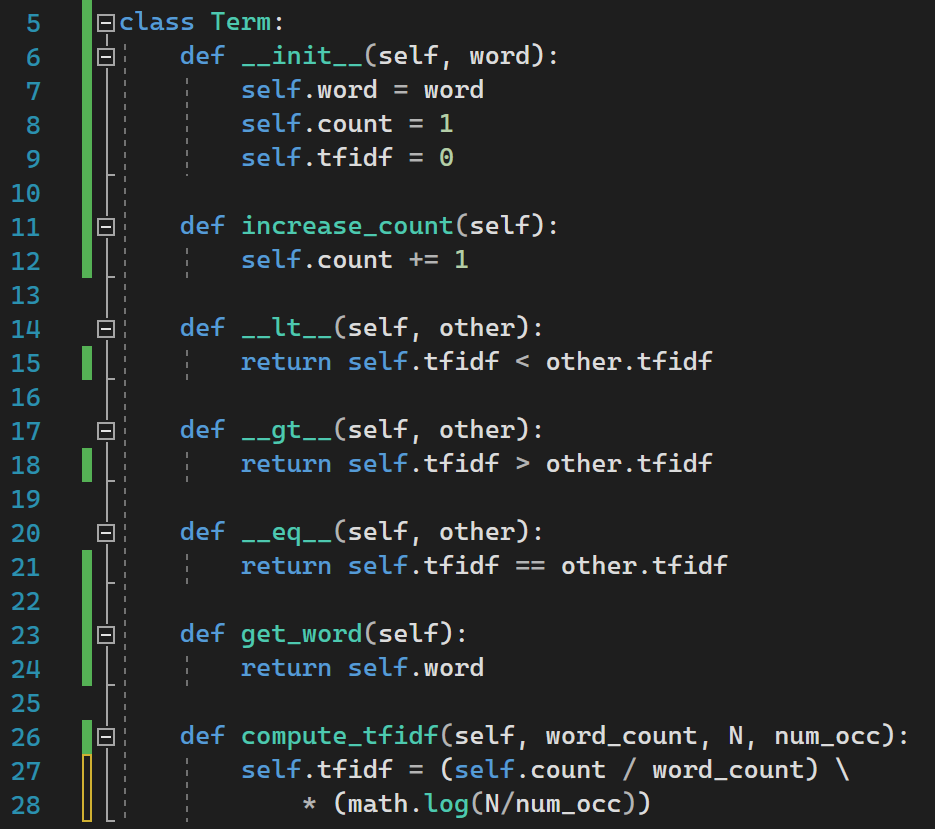 5 class Term:
6     def __init__(self, word):
7         self.word = word
8         self.count = 1
9         self.tfidf = 0
10
11     def increase_count(self):
12         self.count += 1
13
14     def __lt__(self, other):
15         return self.tfidf < other.tfidf
16
17     def __gt__(self, other):
18         return self.tfidf > other.tfidf
19
20     def __eq__(self, other):
21         return self.tfidf == other.tfidf
22
23     def get_word(self):
24         return self.word
25
26     def compute_tfidf(self, word_count, N, num_occ):
27         self.tfidf = (self.count / word_count) \
28             * (math.log(N/num_occ))